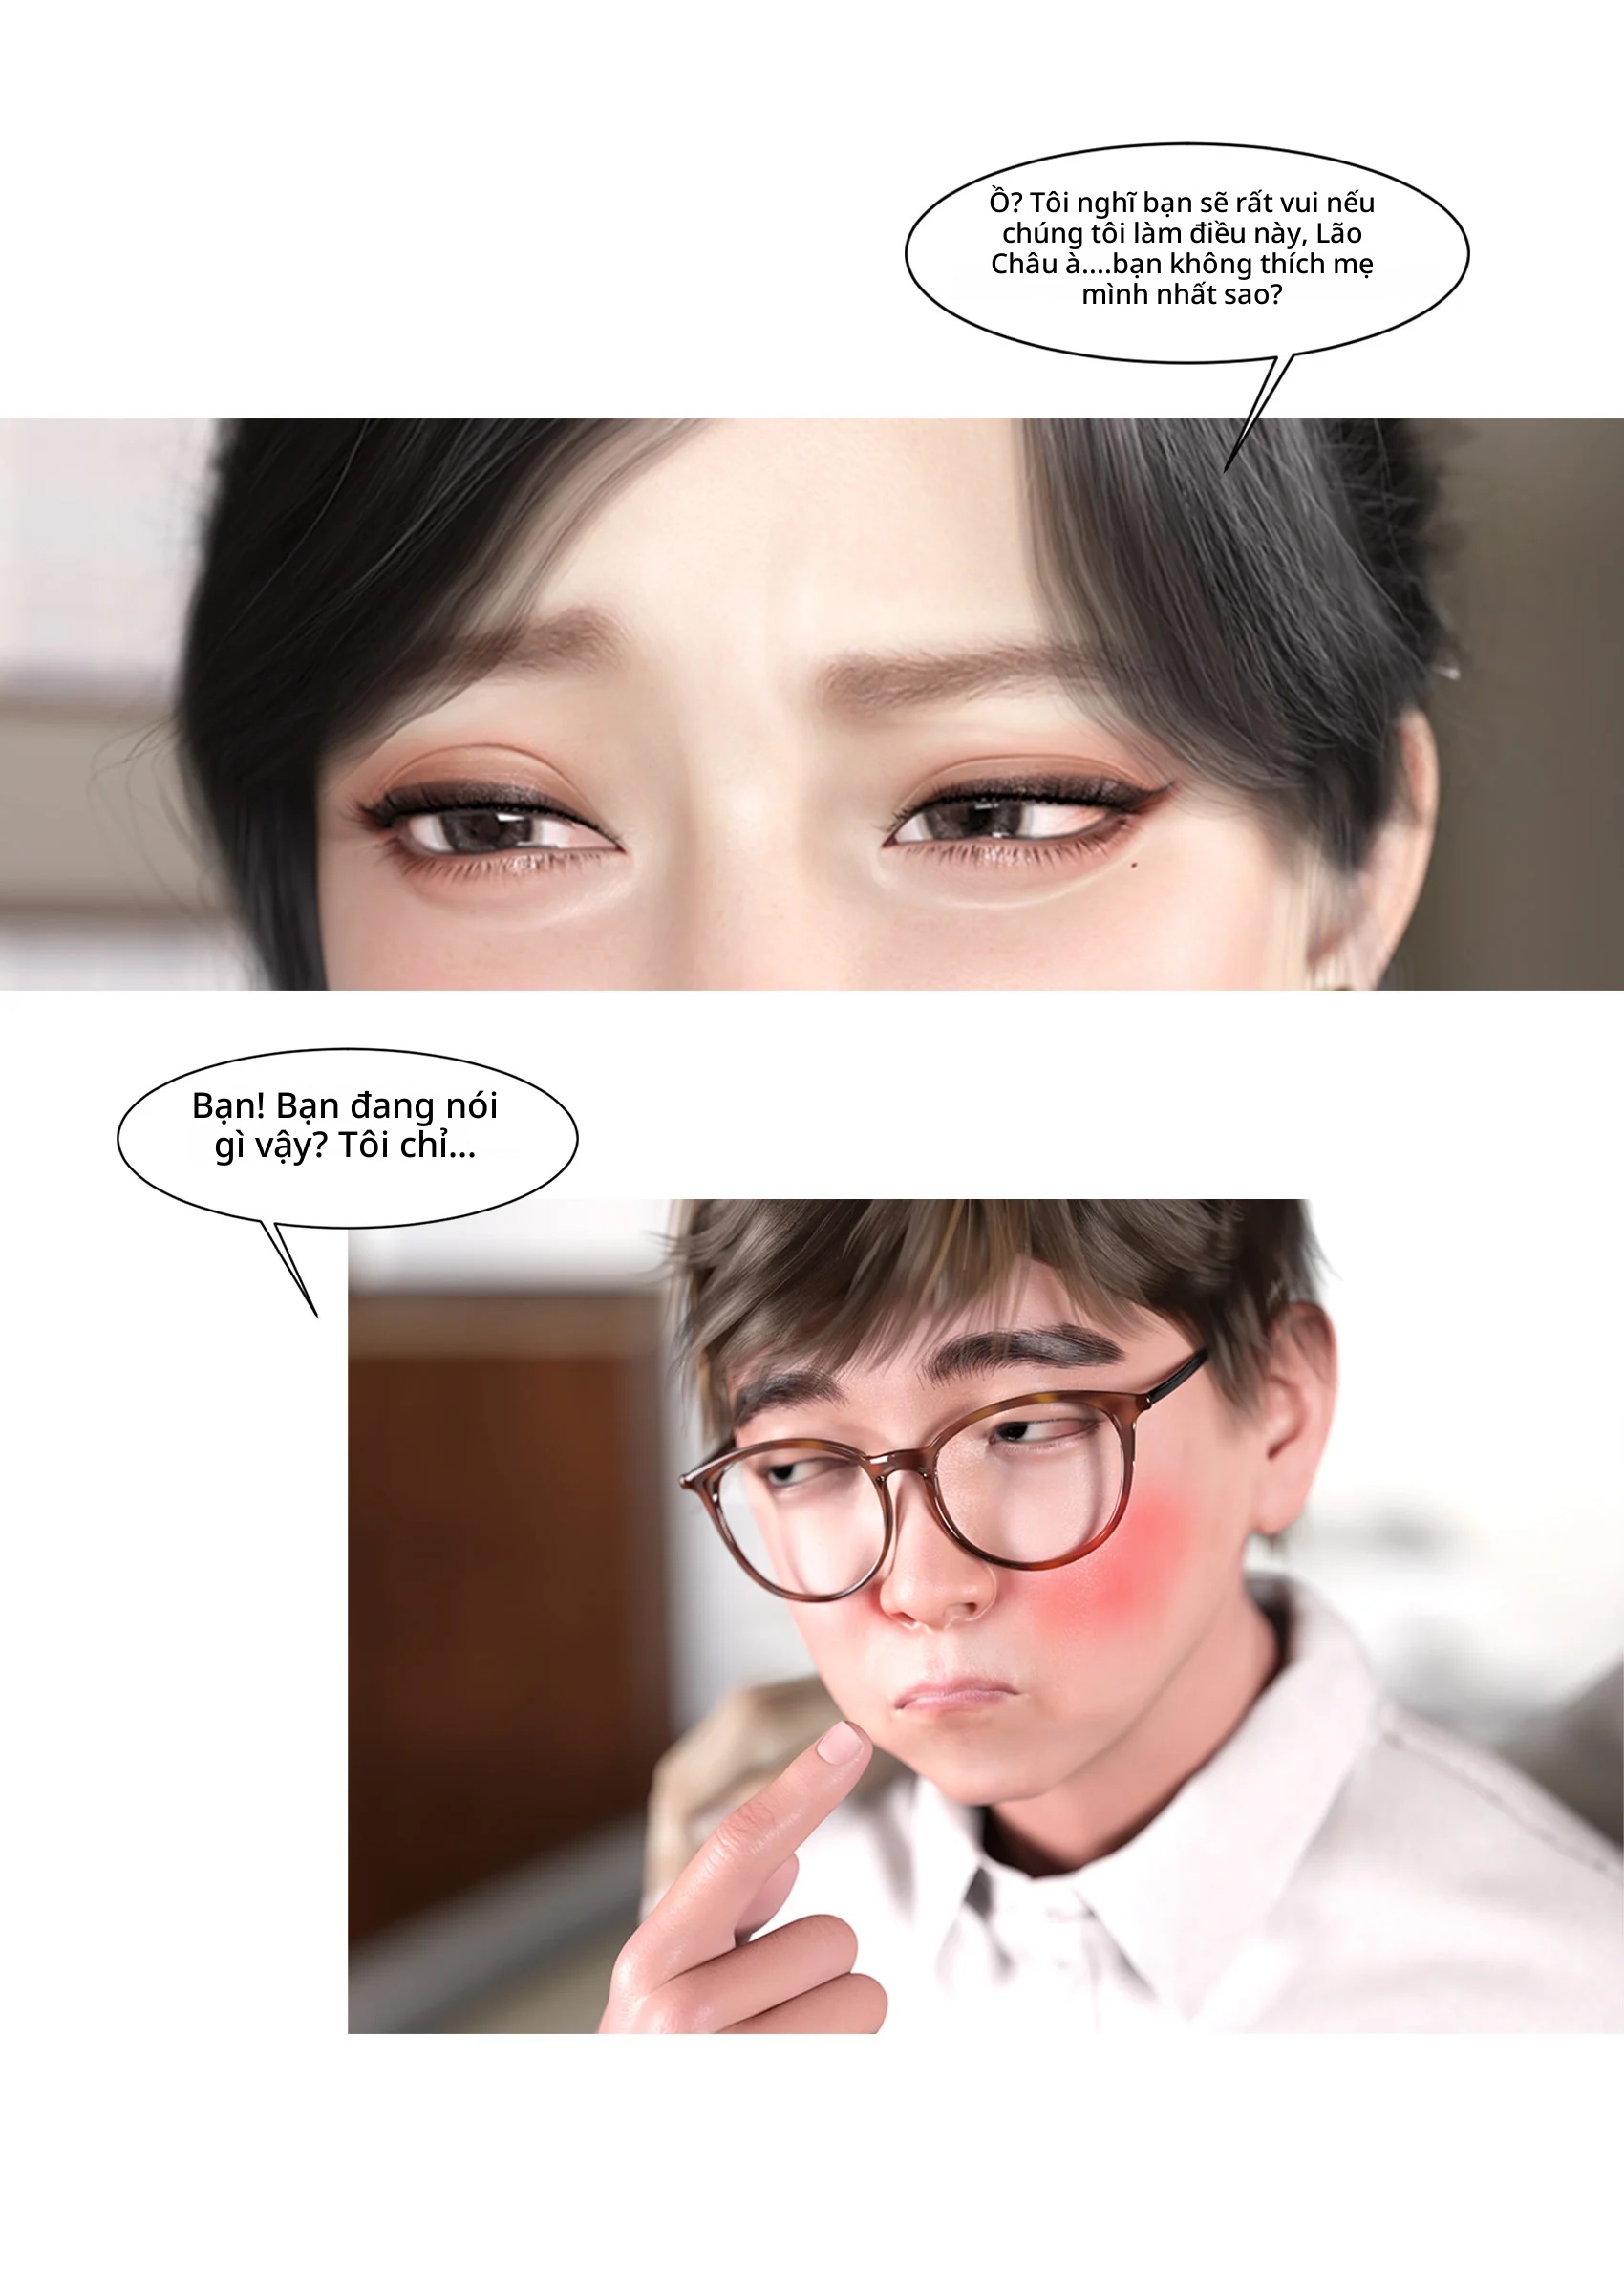 Ồ? Tôi nghĩ bạn sẽ rất vui nếu
chúng tôi làm điều này, Lão
Châu à....bạn không thích mẹ
mình nhất sao?
Bạn! Bạn đang nói
gì vậy? Tôi chỉ...